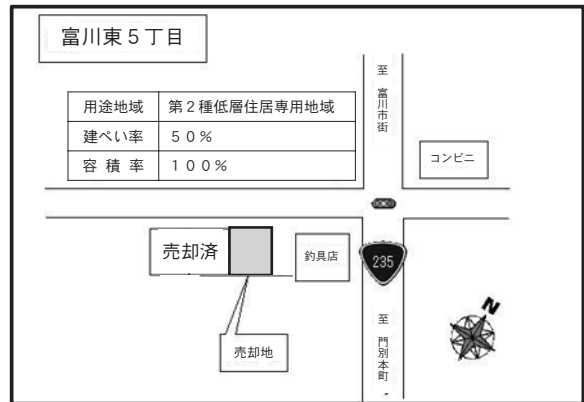 富川東５丁目
用途地域 第２種低層住居専用地域
建ぺい率 ５０％
容積率 １００％
至 富川市街
コンビニ
売却済
釣具店
235
売却地
至 門別本町
N